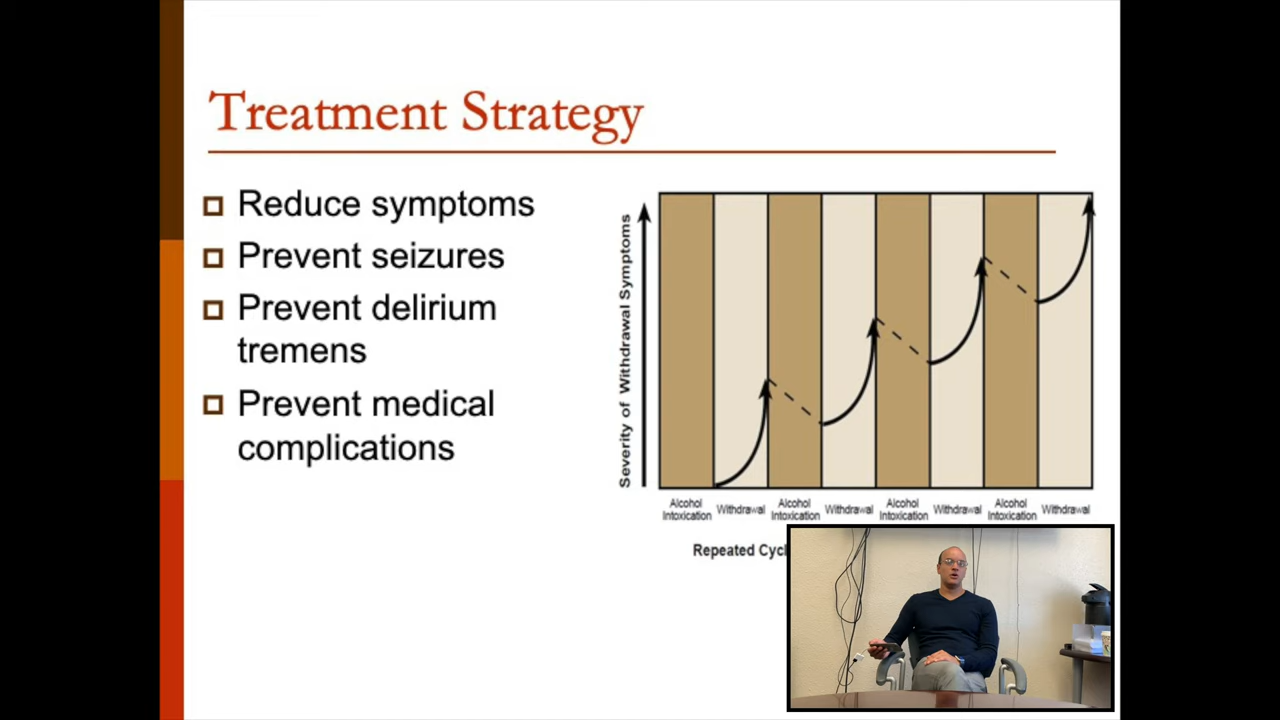 Treatment Strategy
Reduce symptoms
Prevent seizures
Prevent delirium
tremens
Prevent medical
complications
Severity of Withdrawal Symptoms
Alcohol
Intoxication
Withdrawal
Alcohol
Intoxication
Withdrawal
Alcohol
Intoxication
Withdrawal
Alcohol
Intoxication
Withdrawal
Repeated